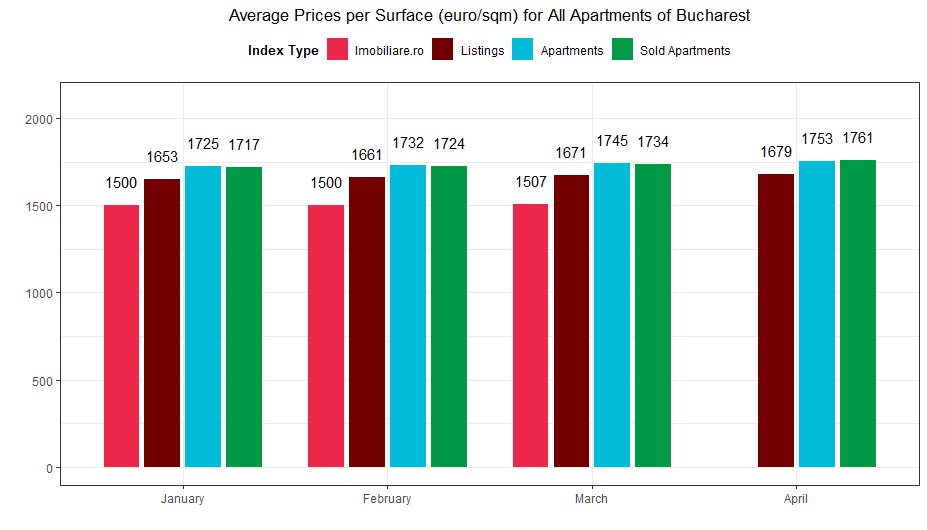 Average Prices per Surface (euro/sqm) for All Apartments of Bucharest
Index Type Imobiliare.ro Listings Apartments Sold Apartments
2000
1500
1000
500
0
1500 1653 1725 1717
1500 1661 1732 1724
1507 1671 1745 1734
1679 1753 1761
January February March April